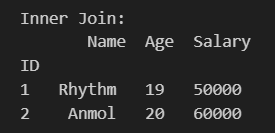 Inner Join:
Name Age Salary
ID
1 Rhythm 19 50000
2 Anmol 20 60000